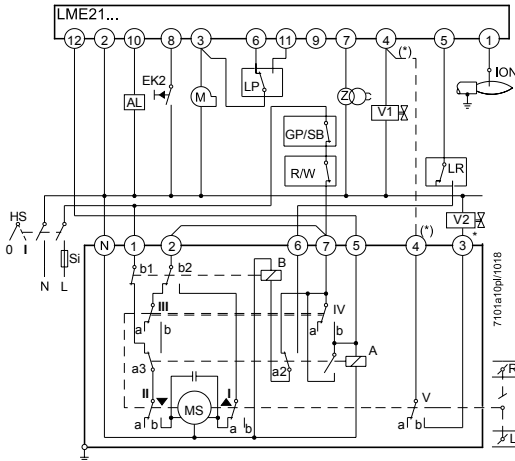 LME21...
12 2 10 8 3 6 11 9 7 4 (*) 5 1
ION
EK2
AL
M
LP
Z
V1
GP/SB
R/W
LR
HS
0 I
Si
N L
V2
*
N 1 2 6 7 5 4 (*) 3
b1 b2 B
III
a b
IV
a b
A
a3
a2
II
I
V
a b
MS
a b
a b
R
L
7101a10pl/1018